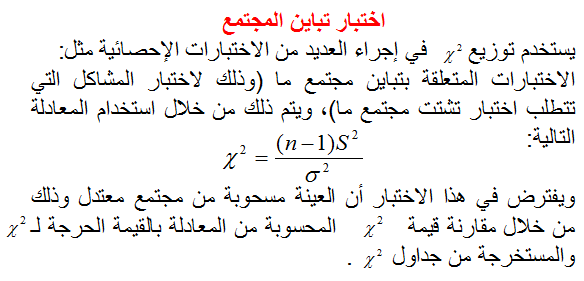 اختبار تباين المجتمع
يستخدم توزيع χ² في إجراء العديد من الاختبارات الإحصائية مثل:
الاختبارات المتعلقة بتباين مجتمع ما (وذلك لاختبار المشاكل التي
تتطلب اختبار تشتت مجتمع ما)، ويتم ذلك من خلال استخدام المعادلة
التالية:
χ² = (n-1)S² / σ²
ويفترض في هذا الاختبار أن العينة مسحوبة من مجتمع معتدل وذلك
من خلال مقارنة قيمة χ² المحسوبة من المعادلة بالقيمة الحرجة لـ χ²
والمستخرجة من جداول χ² .